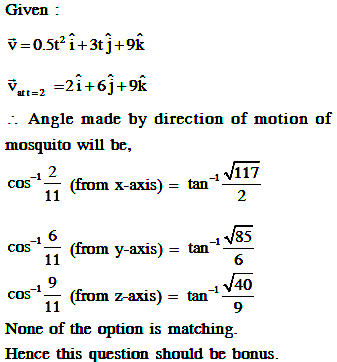 Given :
v⃗ = 0.5t² î + 3t ĵ + 9k̂
v⃗ₐₜ ₜ₌₂ = 2î + 6ĵ + 9k̂
∴ Angle made by direction of motion of
mosquito will be,
cos⁻¹ 2/11 (from x-axis) = tan⁻¹ √117/2
cos⁻¹ 6/11 (from y-axis) = tan⁻¹ √85/6
cos⁻¹ 9/11 (from z-axis) = tan⁻¹ √40/9
None of the option is matching.
Hence this question should be bonus.